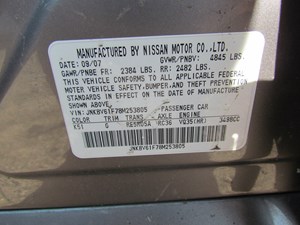 MANUFACTURED BY NISSAN MOTOR CO.,LTD.
DATE: 09/07 GVWR/PNBV: 4845 LBS.
GAWR/PNBE FR: 2384 LBS. RR: 2482 LBS.
THIS VEHICLE CONFORMS TO ALL APPLICABLE FEDERAL
MOTOR VEHICLE SAFETY, BUMPER, AND THEFT PREVENTION
STANDARDS IN EFFECT ON THE DATE OF MANUFACTURE
SHOWN ABOVE.
VIN: JNKBV61F78M253805 PASSENGER CAR
COLOR TRIM TRANS. AXLE ENGINE
K51 G RE5R05A RC36 VQ35(HR) 3498CC
JNKBV61F78M253805